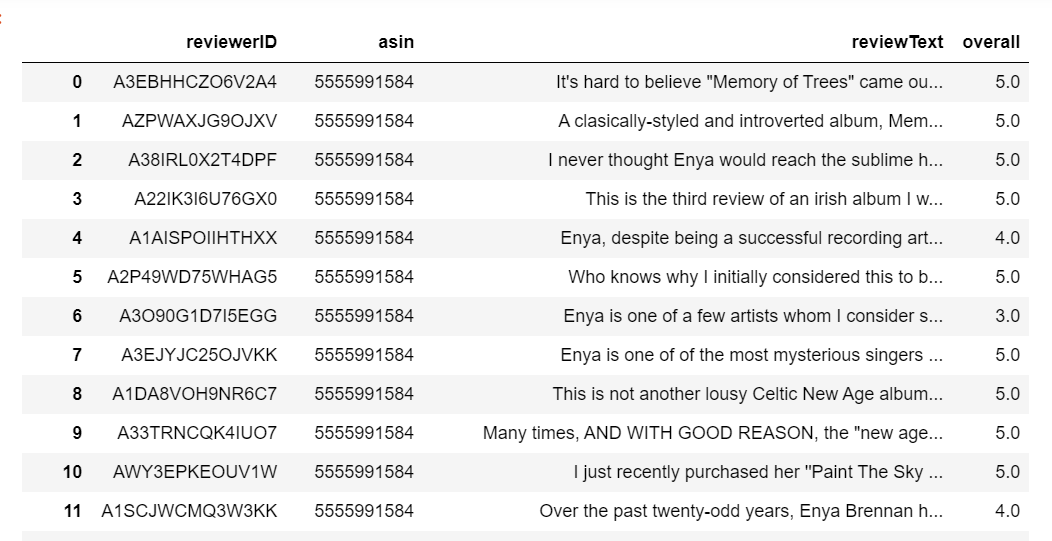 reviewerID asin reviewText overall
0 A3EBHHCZO6V2A4 5555991584 It's hard to believe "Memory of Trees" came ou... 5.0
1 AZPWAXJG9OJXV 5555991584 A clasically-styled and introverted album, Mem... 5.0
2 A38IRL0X2T4DPF 5555991584 I never thought Enya would reach the sublime h... 5.0
3 A22IK3I6U76GX0 5555991584 This is the third review of an irish album I w... 5.0
4 A1AISPOIIHTHXX 5555991584 Enya, despite being a successful recording art... 4.0
5 A2P49WD75WHAG5 5555991584 Who knows why I initially considered this to b... 5.0
6 A3O90G1D7I5EGG 5555991584 Enya is one of a few artists whom I consider s... 3.0
7 A3EJYJC25OJVKK 5555991584 Enya is one of of the most mysterious singers ... 5.0
8 A1DA8VOH9NR6C7 5555991584 This is not another lousy Celtic New Age album... 5.0
9 A33TRNCQK4IUO7 5555991584 Many times, AND WITH GOOD REASON, the "new age... 5.0
10 AWY3EPKEOUV1W 5555991584 I just recently purchased her "Paint The Sky ... 5.0
11 A1SCJWCMQ3W3KK 5555991584 Over the past twenty-odd years, Enya Brennan h... 4.0